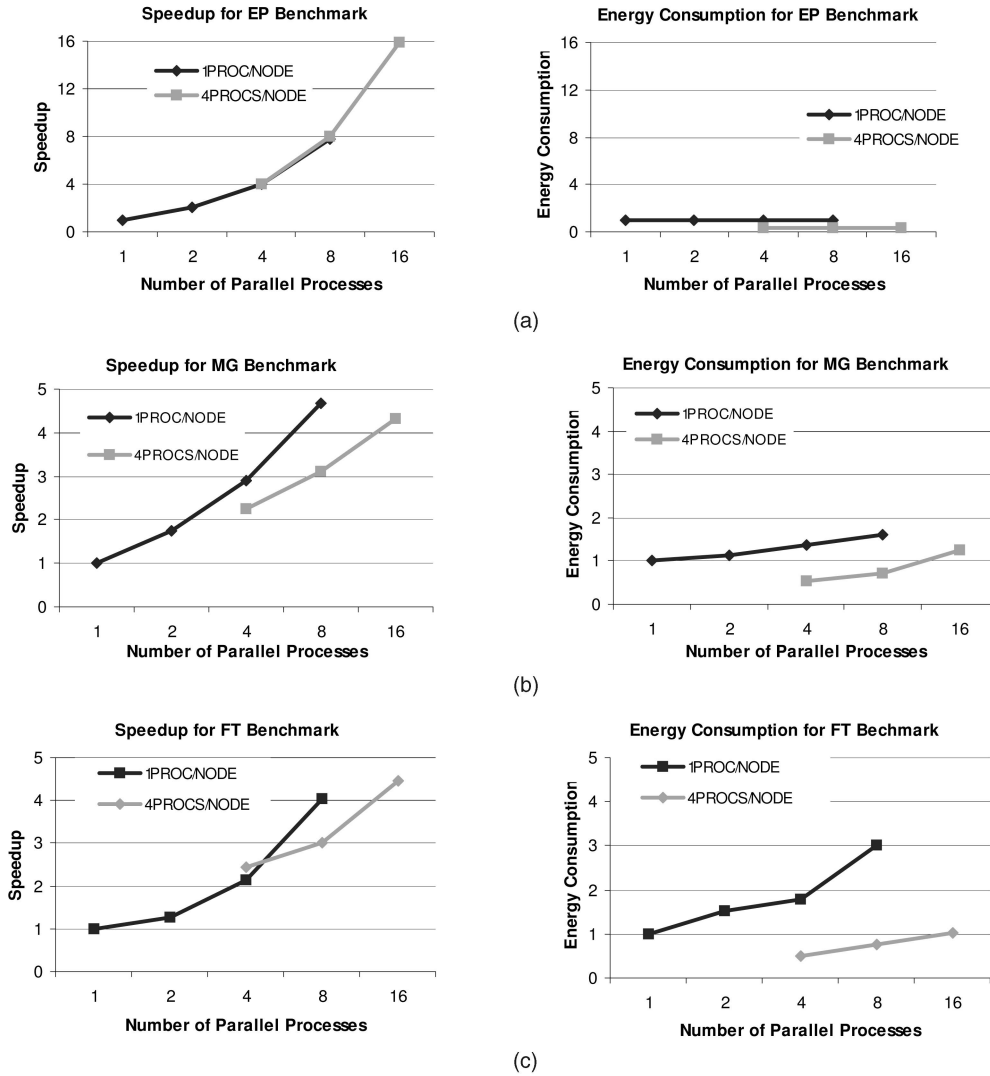 Speedup for EP Benchmark
16
12
8
4
0
Speedup
1PROC/NODE
4PROCS/NODE
1 2 4 8 16
Number of Parallel Processes
Energy Consumption for EP Benchmark
16
12
8
4
0
Energy Consumption
1PROC/NODE
4PROCS/NODE
1 2 4 8 16
Number of Parallel Processes
(a)
Speedup for MG Benchmark
5
4
3
2
1
0
Speedup
1PROC/NODE
4PROCS/NODE
1 2 4 8 16
Number of Parallel Processes
Energy Consumption for MG Benchmark
5
4
3
2
1
0
Energy Consumption
1PROC/NODE
4PROCS/NODE
1 2 4 8 16
Number of Parallel Processes
(b)
Speedup for FT Benchmark
5
4
3
2
1
0
Speedup
1PROC/NODE
4PROCS/NODE
1 2 4 8 16
Number of Parallel Processes
Energy Consumption for FT Bechmark
5
4
3
2
1
0
Energy Consumption
1PROC/NODE
4PROCS/NODE
1 2 4 8 16
Number of Parallel Processes
(c)